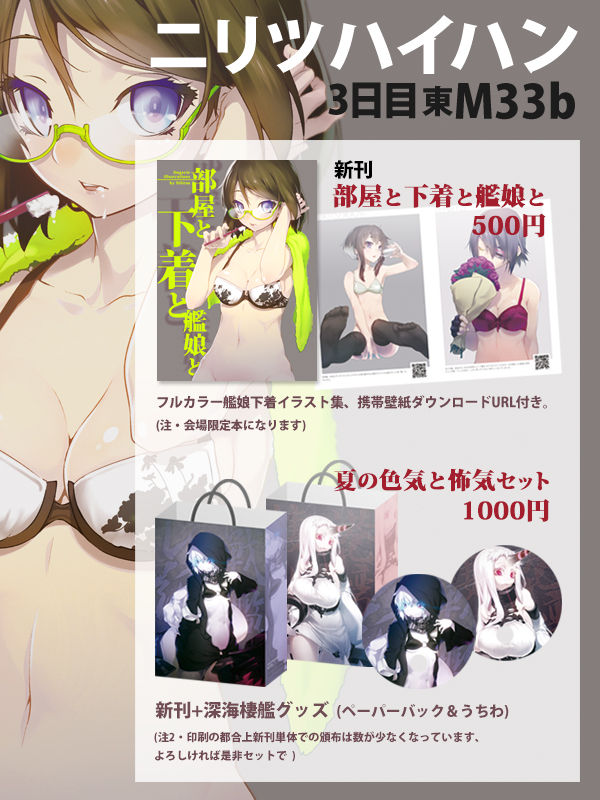 ニリツハイハン
3日目 東M33b
部屋と
下着と
艦娘と
新刊
部屋と下着と艦娘と
500円
フルカラー艦娘下着イラスト集、携帯壁紙ダウンロードURL付き。
(注・会場限定本になります)
夏の色気と怖気セット
1000円
新刊+深海棲艦グッズ (ペーパーバック&うちわ)
(注2・印刷の都合上新刊単体での頒布は数が少なくなっています、
よろしければ是非セットで )